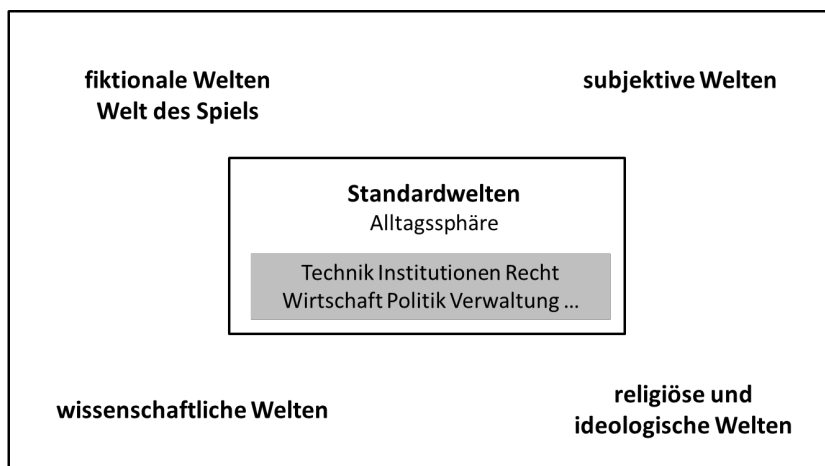 fiktionale Welten
Welt des Spiels
subjektive Welten
Standardwelten
Alltagssphäre
Technik Institutionen Recht
Wirtschaft Politik Verwaltung ...
wissenschaftliche Welten
religiöse und
ideologische Welten